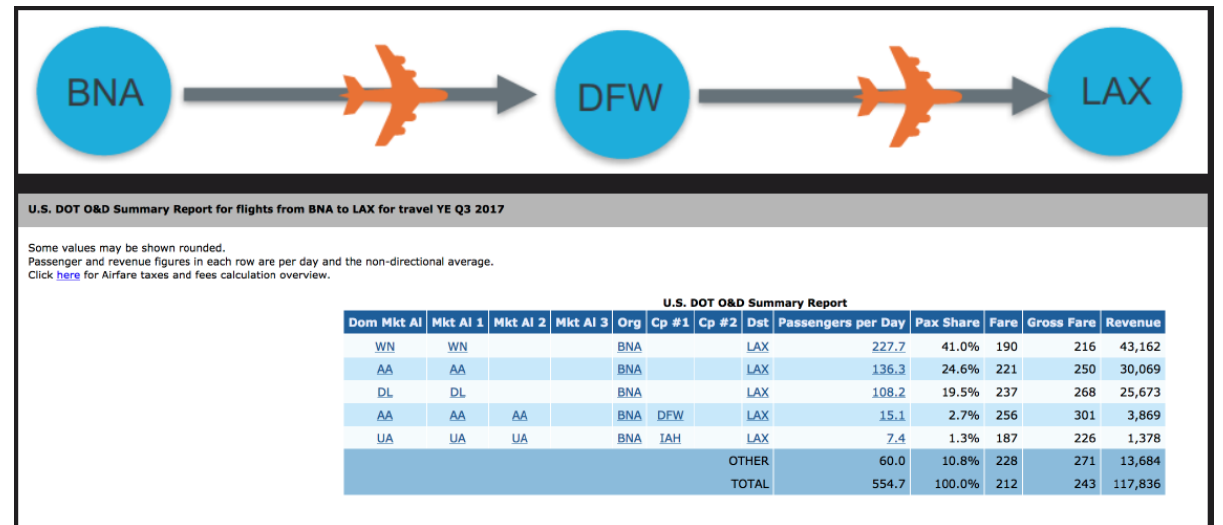 BNA DFW LAX
U.S. DOT O&D Summary Report for flights from BNA to LAX for travel YE Q3 2017
Some values may be shown rounded.
Passenger and revenue figures in each row are per day and the non-directional average.
Click here for Airfare taxes and fees calculation overview.
U.S. DOT O&D Summary Report
Dom Mkt Al Mkt Al 1 Mkt Al 2 Mkt Al 3 Org Cp #1 Cp #2 Dst Passengers per Day Pax Share Fare Gross Fare Revenue
WN WN BNA LAX 227.7 41.0% 190 216 43,162
AA AA BNA LAX 136.3 24.6% 221 250 30,069
DL DL BNA LAX 108.2 19.5% 237 268 25,673
AA AA AA BNA DFW LAX 15.1 2.7% 256 301 3,869
UA UA UA BNA IAH LAX 7.4 1.3% 187 226 1,378
OTHER 60.0 10.8% 228 271 13,684
TOTAL 554.7 100.0% 212 243 117,836